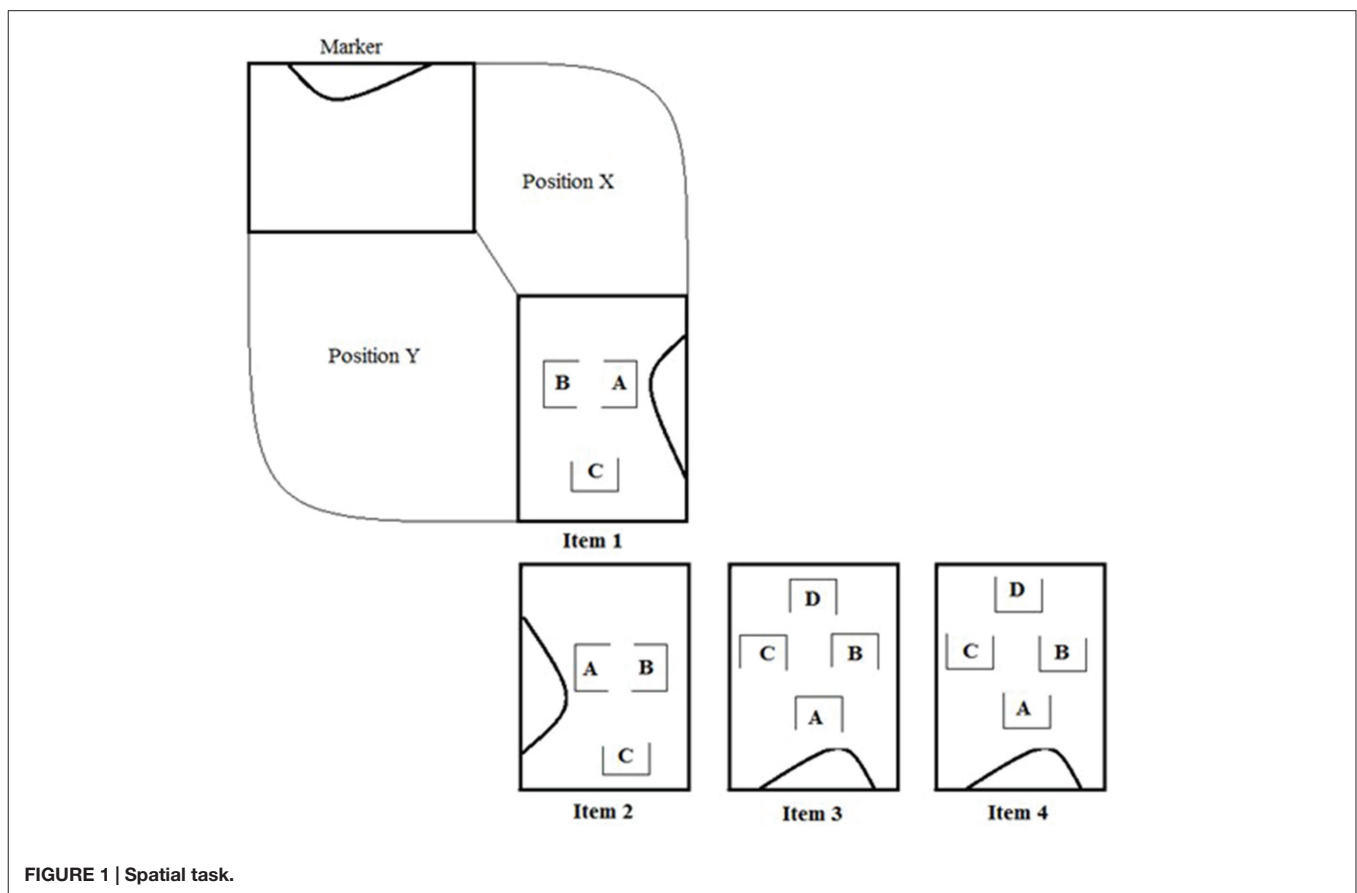 Marker
Position X
Position Y
B A
C
Item 1
D
D
C B
C B
A B
A
A
C
Item 2
Item 3
Item 4
FIGURE 1 | Spatial task.